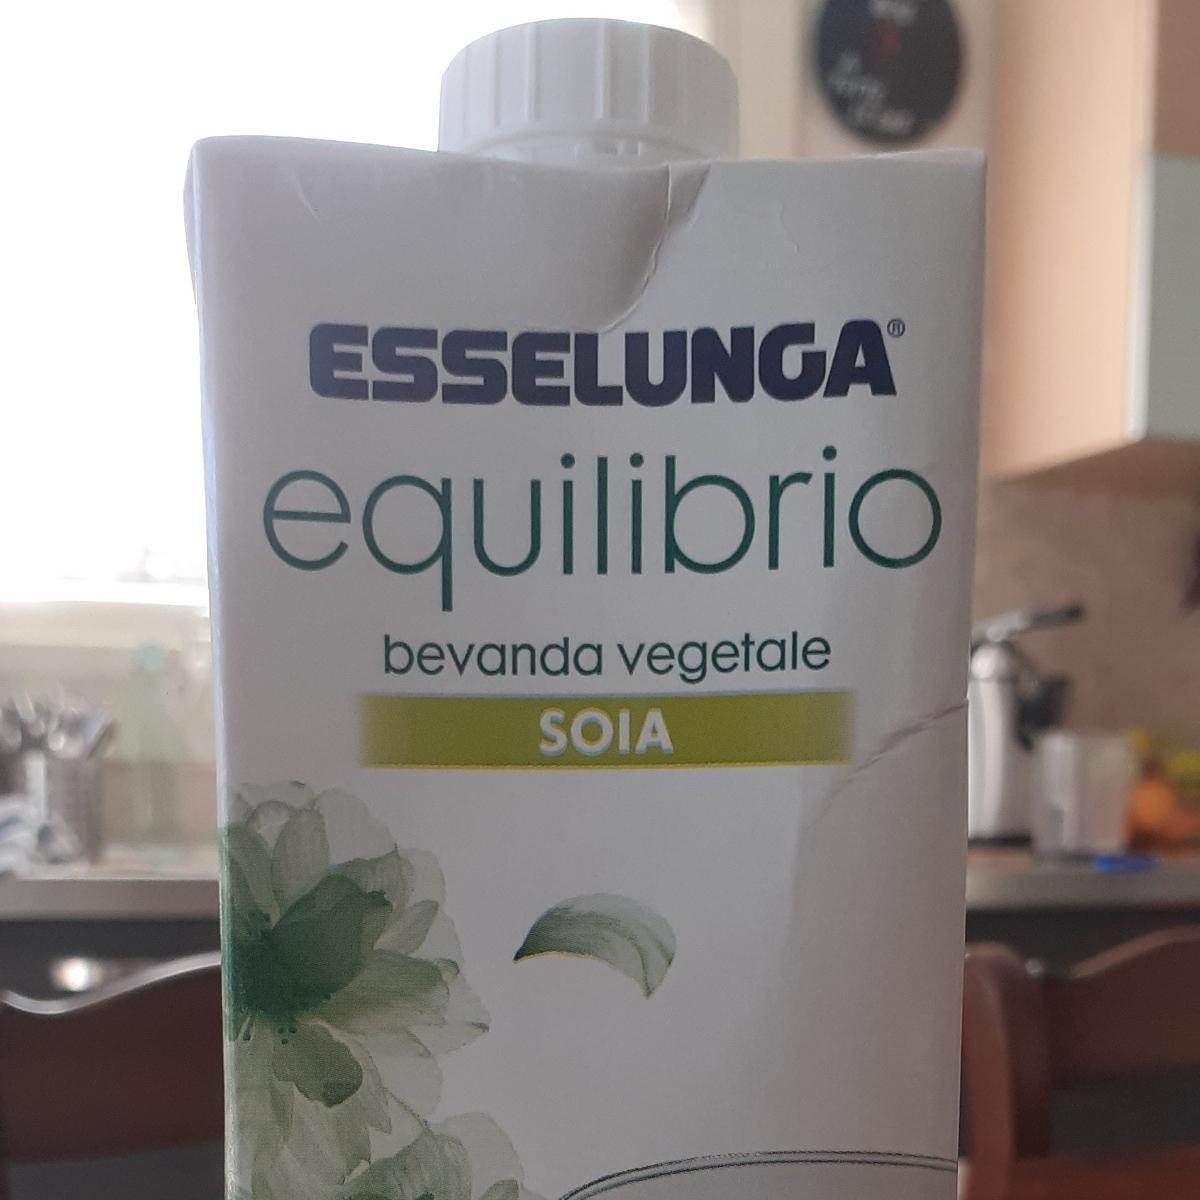 ESSELUNGA®
equilibrio
bevanda vegetale
SOIA